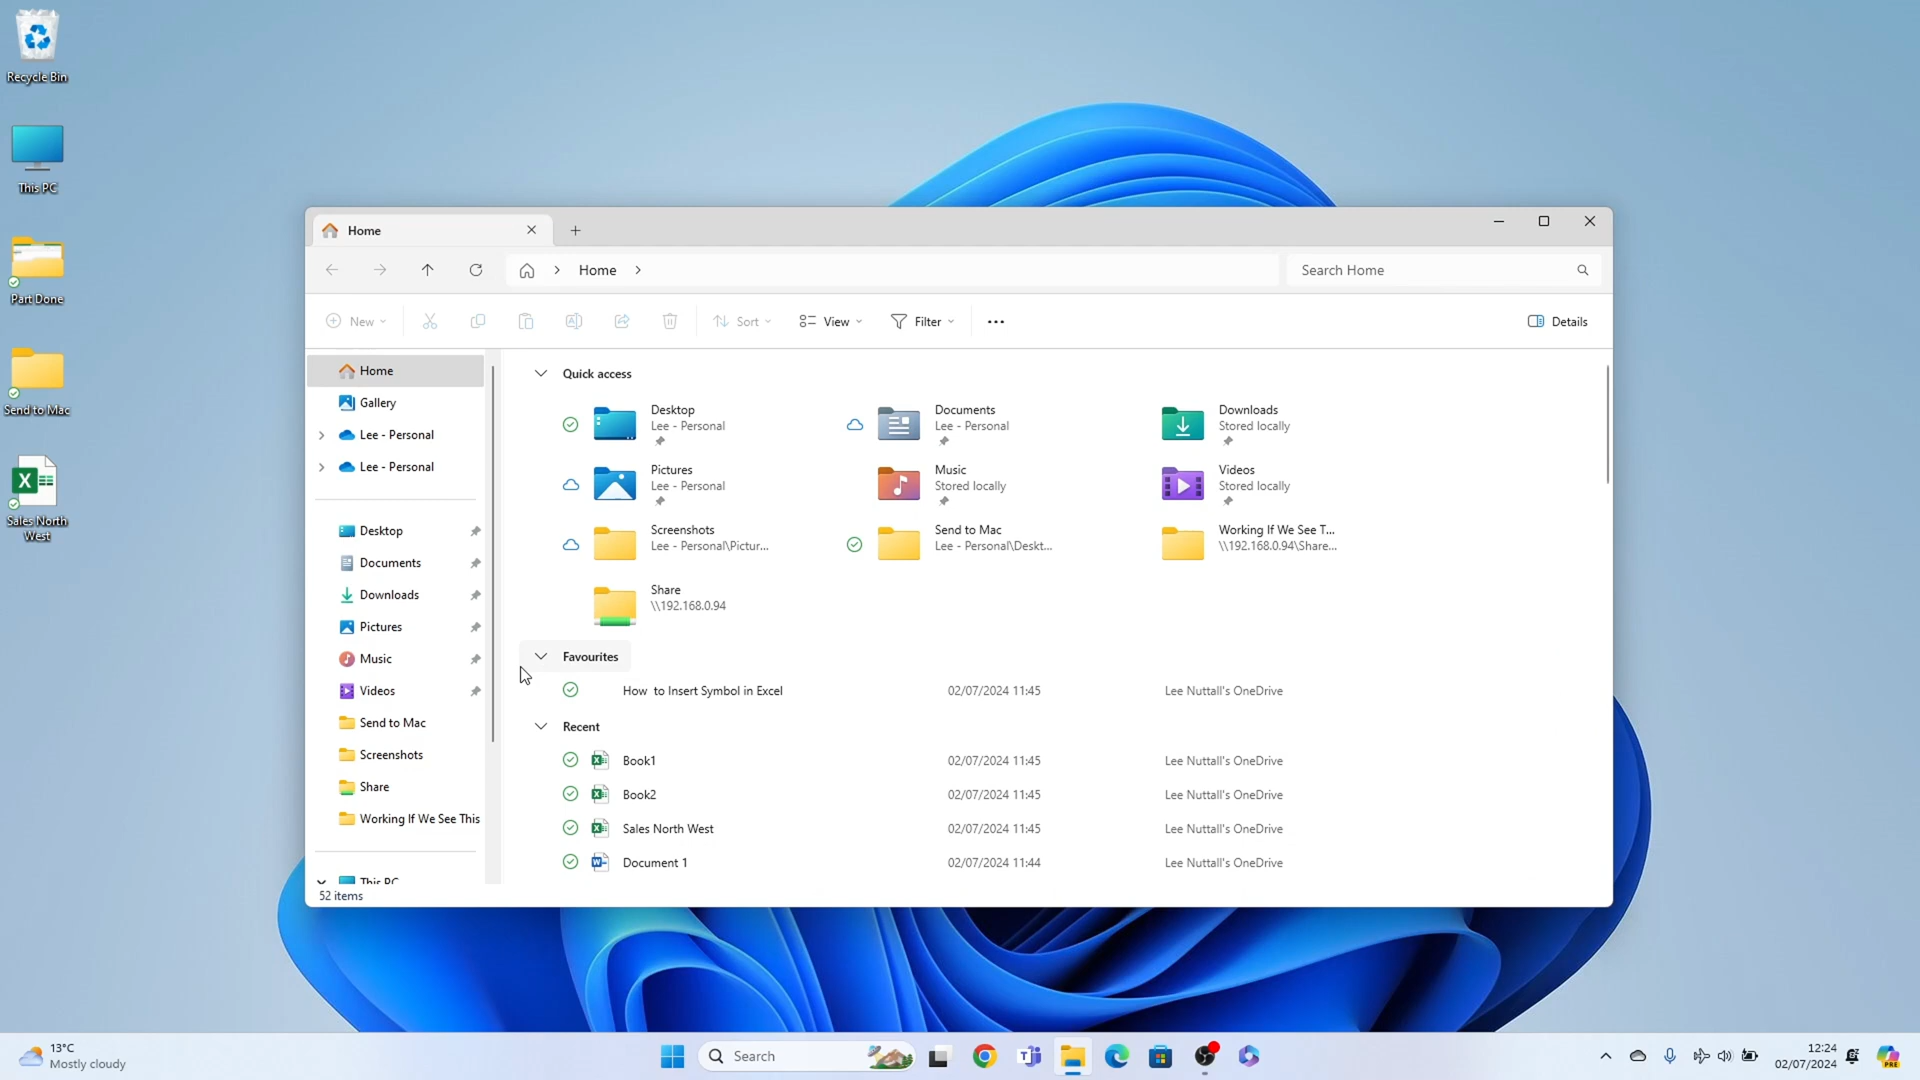 Recycle Bin
This PC
Part Done
Send to Mac
Sales North
West
Home
Home
Search Home
New
Sort
View
Filter
Details
Home
Gallery
Lee - Personal
Lee - Personal
Desktop
Documents
Downloads
Pictures
Music
Videos
Send to Mac
Screenshots
Share
Working If We See This
This PC
52 items
Quick access
Desktop
Lee - Personal
Documents
Lee - Personal
Downloads
Stored locally
Pictures
Lee - Personal
Music
Stored locally
Videos
Stored locally
Screenshots
Lee - Personal\Pictur...
Send to Mac
Lee - Personal\Deskt...
Working If We See T...
\\192.168.0.94\Share...
Share
\\192.168.0.94
Favourites
How  to Insert Symbol in Excel 02/07/2024 11:45 Lee Nuttall's OneDrive
Recent
Book1 02/07/2024 11:45 Lee Nuttall's OneDrive
Book2 02/07/2024 11:45 Lee Nuttall's OneDrive
Sales North West 02/07/2024 11:45 Lee Nuttall's OneDrive
Document 1 02/07/2024 11:44 Lee Nuttall's OneDrive
13°C
Mostly cloudy
Search
12:24
02/07/2024
PRE